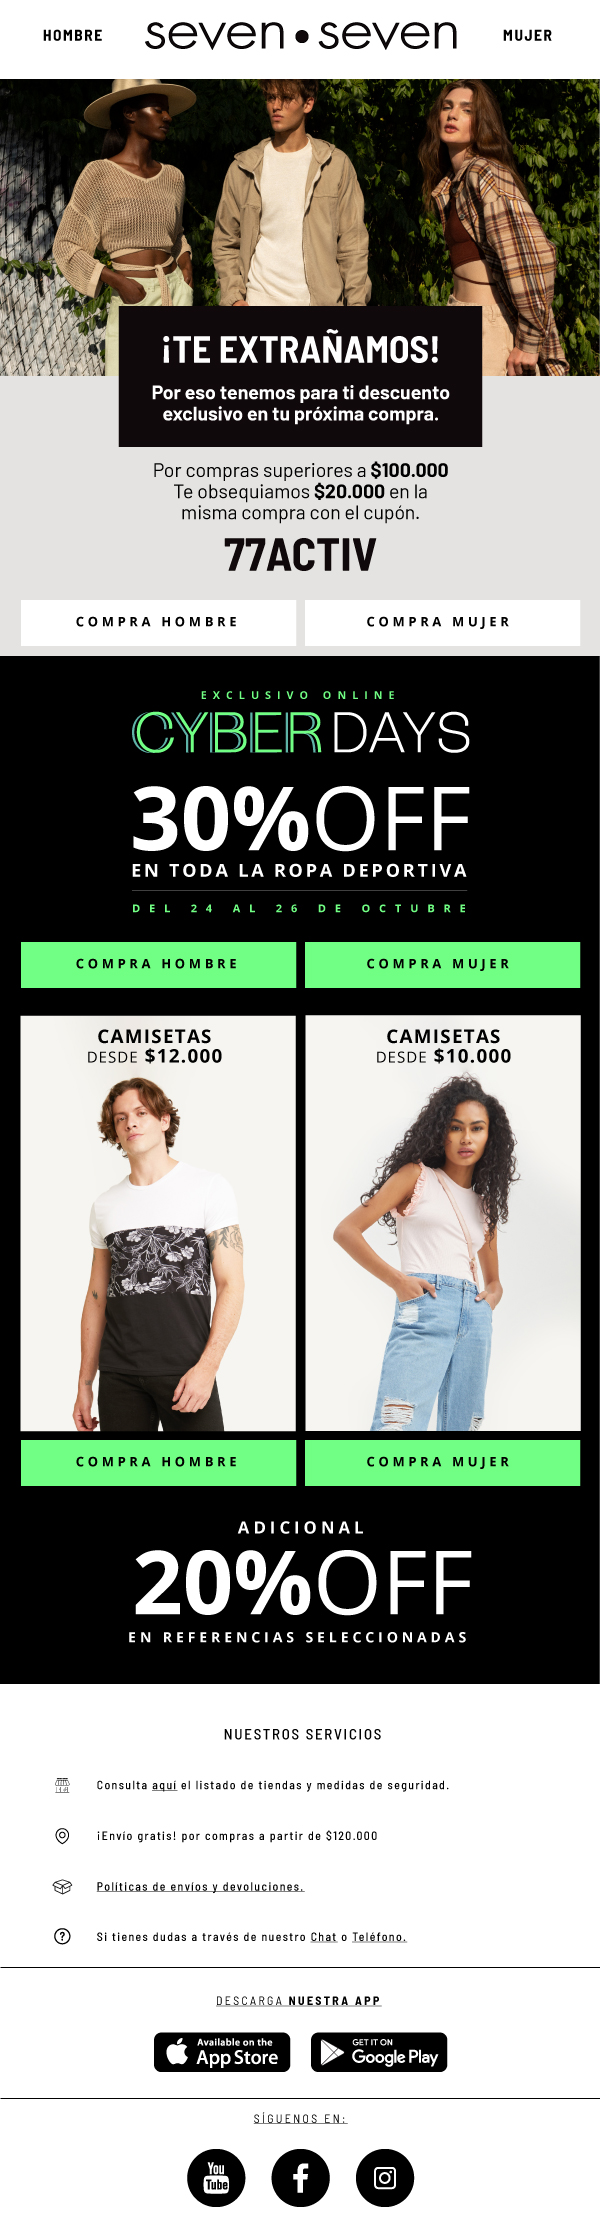 HOMBRE
seven•seven
MUJER
¡TE EXTRAÑAMOS!
Por eso tenemos para ti descuento
exclusivo en tu próxima compra.
Por compras superiores a $100.000
Te obsequiamos $20.000 en la
misma compra con el cupón.
77ACTIV
COMPRA HOMBRE
COMPRA MUJER
EXCLUSIVO ONLINE
CYBER DAYS
30%OFF
EN TODA LA ROPA DEPORTIVA
DEL 24 AL 26 DE OCTUBRE
COMPRA HOMBRE
COMPRA MUJER
CAMISETAS
DESDE $12.000
CAMISETAS
DESDE $10.000
COMPRA HOMBRE
COMPRA MUJER
ADICIONAL
20%OFF
EN REFERENCIAS SELECCIONADAS
NUESTROS SERVICIOS
Consulta aquí el listado de tiendas y medidas de seguridad.
¡Envío gratis! por compras a partir de $120.000
Políticas de envíos y devoluciones.
Si tienes dudas a través de nuestro Chat o Teléfono.
DESCARGA NUESTRA APP
Available on the
App Store
GET IT ON
Google Play
SÍGUENOS EN:
You
Tube